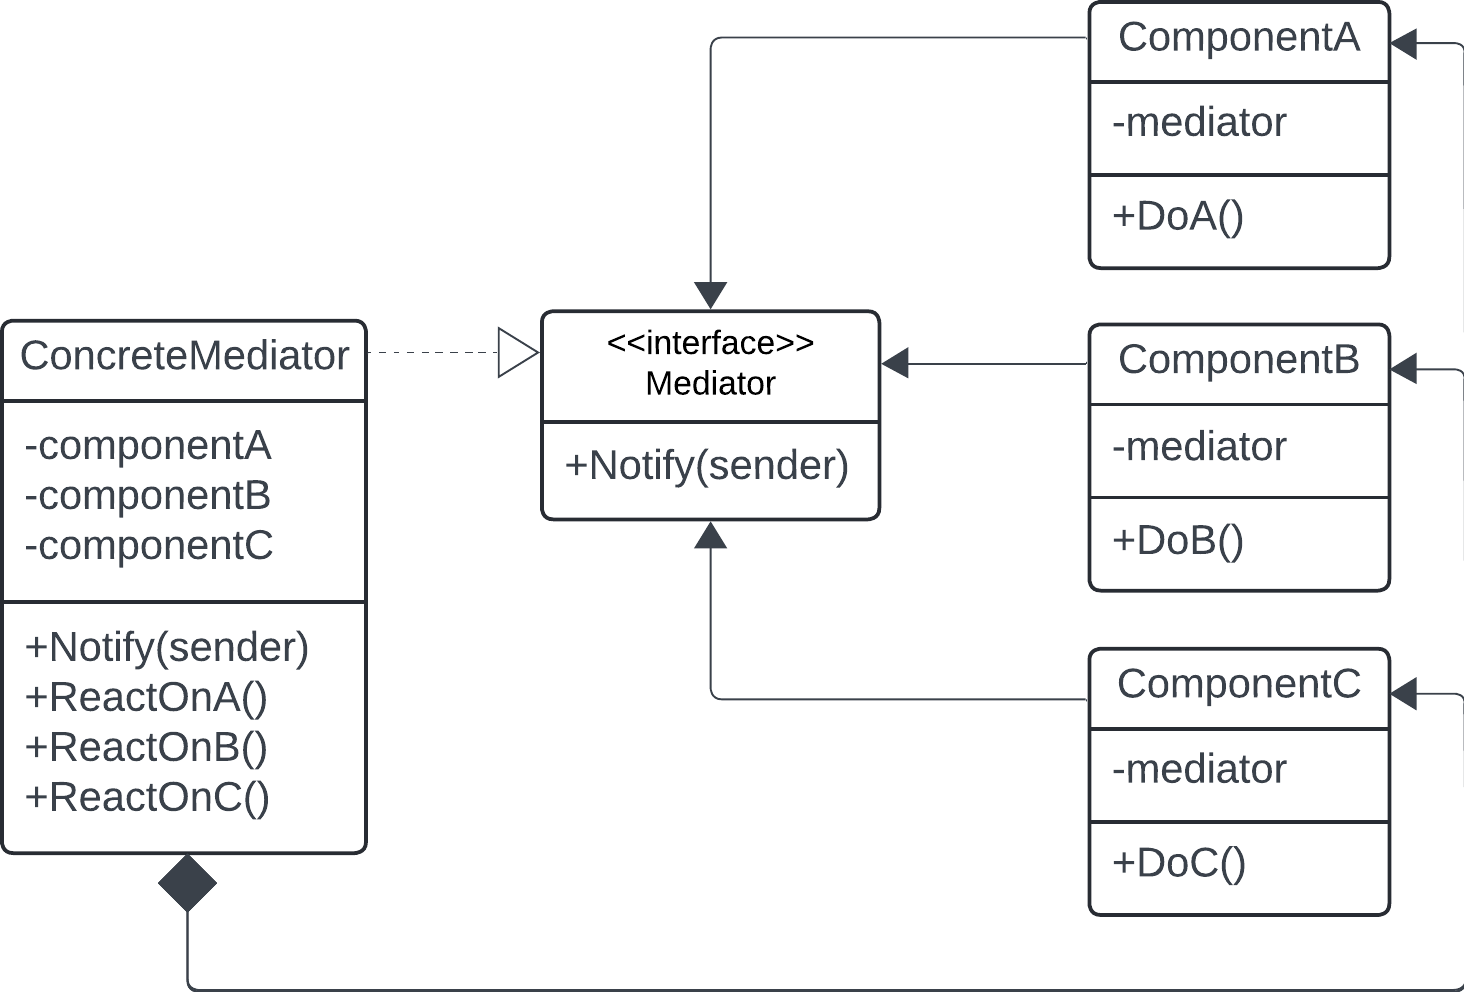 ComponentA
-mediator
+DoA()
ConcreteMediator
-componentA
-componentB
-componentC
+Notify(sender)
+ReactOnA()
+ReactOnB()
+ReactOnC()
<<interface>>
Mediator
+Notify(sender)
ComponentB
-mediator
+DoB()
ComponentC
-mediator
+DoC()